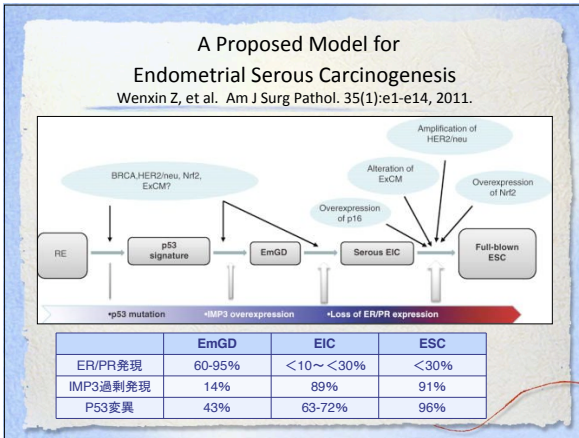 A Proposed Model for
Endometrial Serous Carcinogenesis
Wenxin Z, et al. Am J Surg Pathol. 35(1):e1-e14, 2011.
Amplification of
HER2/neu
BRCA,HER2/neu, Nrf2,
ExCM?
Alteration of
ExCM
Overexpression
of Nrf2
Overexpression
of p16
RE
p53
signature
EmGD
Serous EIC
Full-blown
ESC
•p53 mutation
•IMP3 overexpression
•Loss of ER/PR expression
EmGD EIC ESC
ER/PR発現 60-95% <10~<30% <30%
IMP3過剰発現 14% 89% 91%
P53変異 43% 63-72% 96%